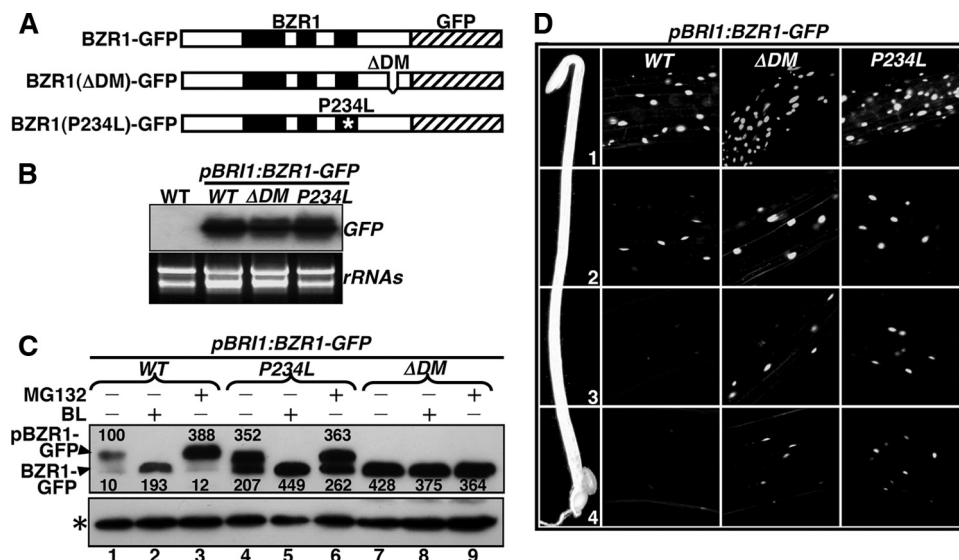 A
BZR1
GFP
BZR1-GFP
ΔDM
BZR1(ΔDM)-GFP
P234L
BZR1(P234L)-GFP
*
B
pBRI1:BZR1-GFP
WT WT ΔDM P234L
GFP
rRNAs
C
pBRI1:BZR1-GFP
WT P234L ΔDM
MG132 – – + – – + – – +
BL – + – + – +
pBZR1-GFP
100 388 352 363
BZR1-GFP
10 193 12 207 449 262 428 375 364
*
1 2 3 4 5 6 7 8 9
D
pBRI1:BZR1-GFP
WT ΔDM P234L
1
2
3
4